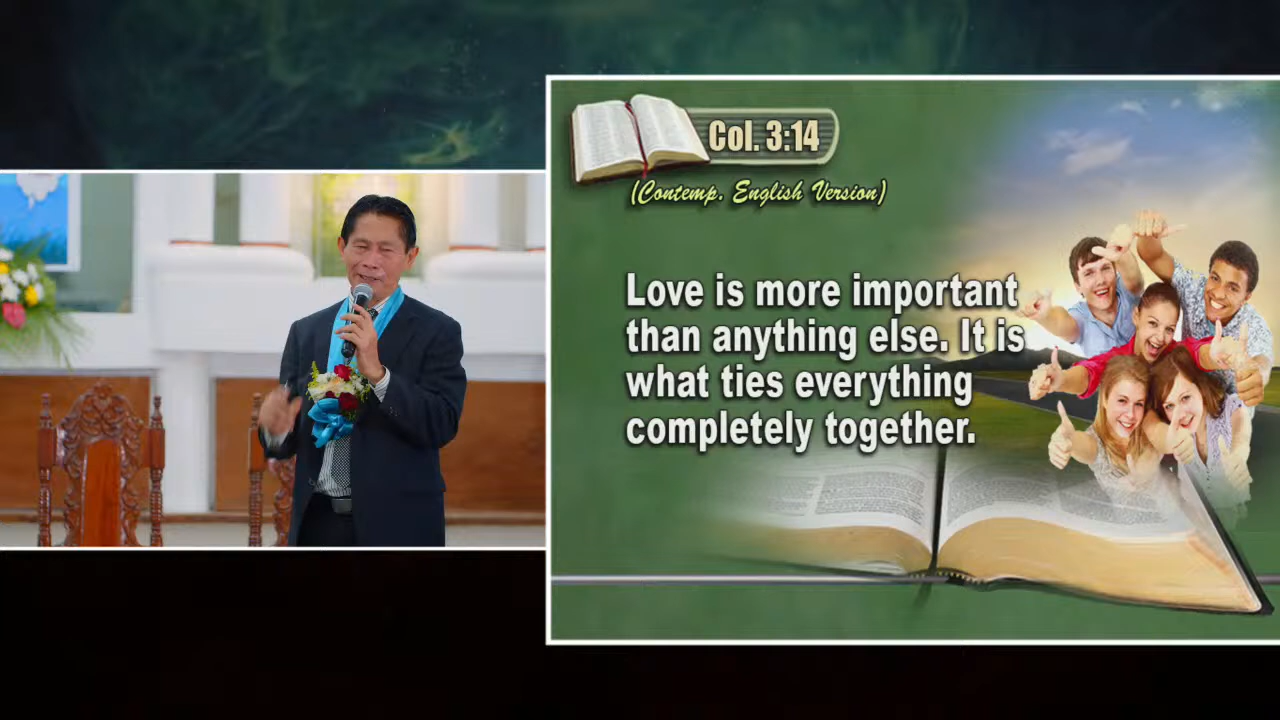 Col. 3:14
(Contemp. English Version)
Love is more important
than anything else. It is
what ties everything
completely together.